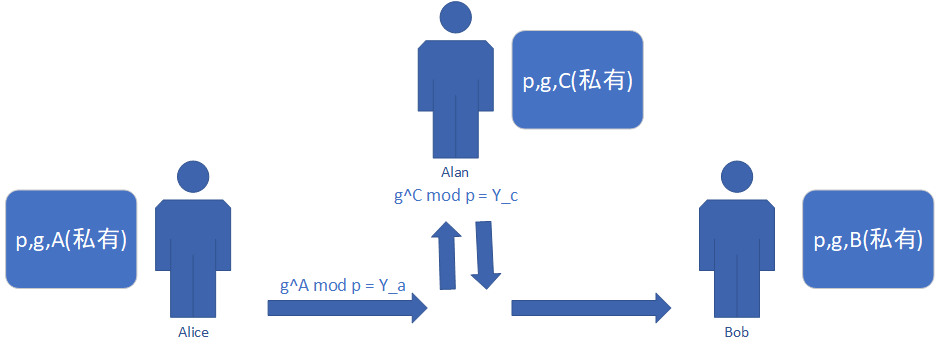 p,g,C(私有)
Alan
g^C mod p = Y_c
p,g,A(私有)
p,g,B(私有)
g^A mod p = Y_a
Alice
Bob